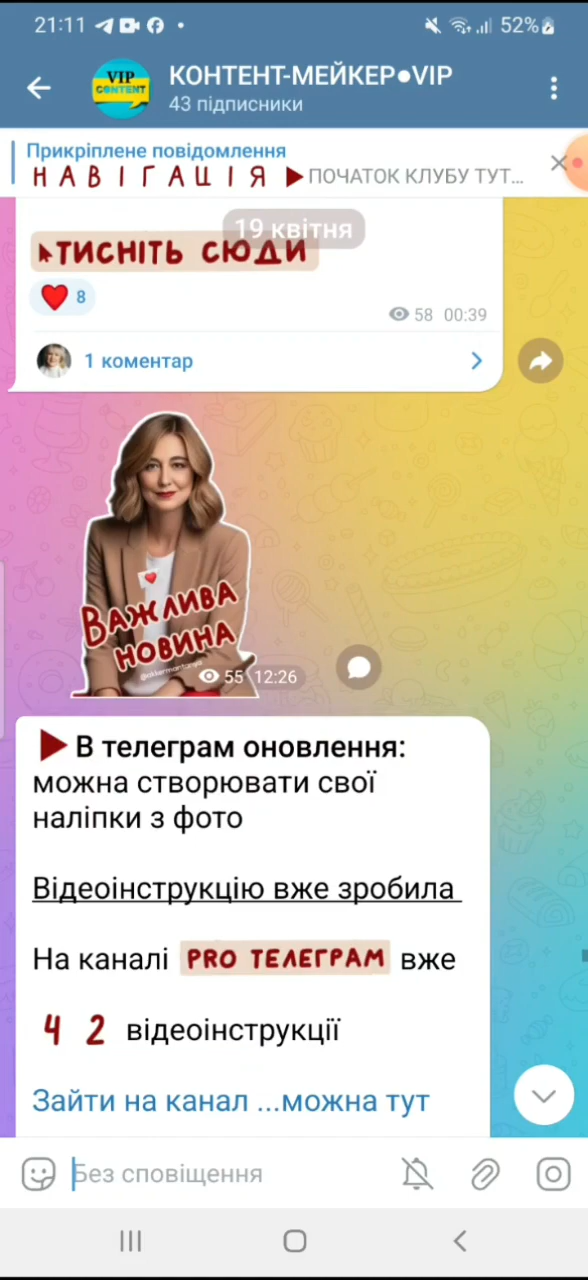 21:11
52%
VIP
CONTENT
КОНТЕНТ-МЕЙКЕР●VIP
43 підписники
Прикріплене повідомлення
НАВІГАЦІЯ ▶ПОЧАТОК КЛУБУ ТУТ...
19 квітня
ТИСНІТЬ СЮДИ
8
58 00:39
1 коментар
ВАЖЛИВА
НОВИНА
@akkermantanya
55 12:26
▶ В телеграм оновлення:
можна створювати свої
наліпки з фото
Відеоінструкцію вже зробила
На каналі PRO ТЕЛЕГРАМ вже
4 2 відеоінструкції
Зайти на канал ...можна тут
Без сповіщення